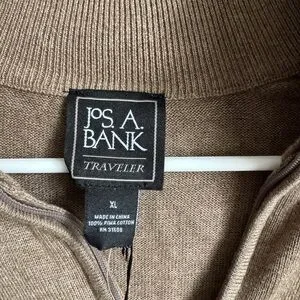 JOS. A.
BANK
TRAVELER
XL
MADE IN CHINA
100% PIMA COTTON
RN 31698